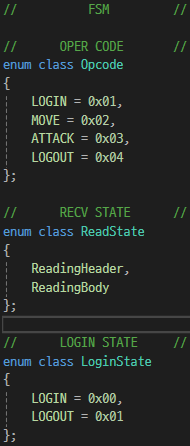 //          FSM          //
//      OPER CODE      //
enum class Opcode
{
    LOGIN = 0x01,
    MOVE = 0x02,
    ATTACK = 0x03,
    LOGOUT = 0x04
};
//      RECV STATE      //
enum class ReadState
{
    ReadingHeader,
    ReadingBody
};
//      LOGIN STATE     //
enum class LoginState
{
    LOGIN = 0x00,
    LOGOUT = 0x01
};